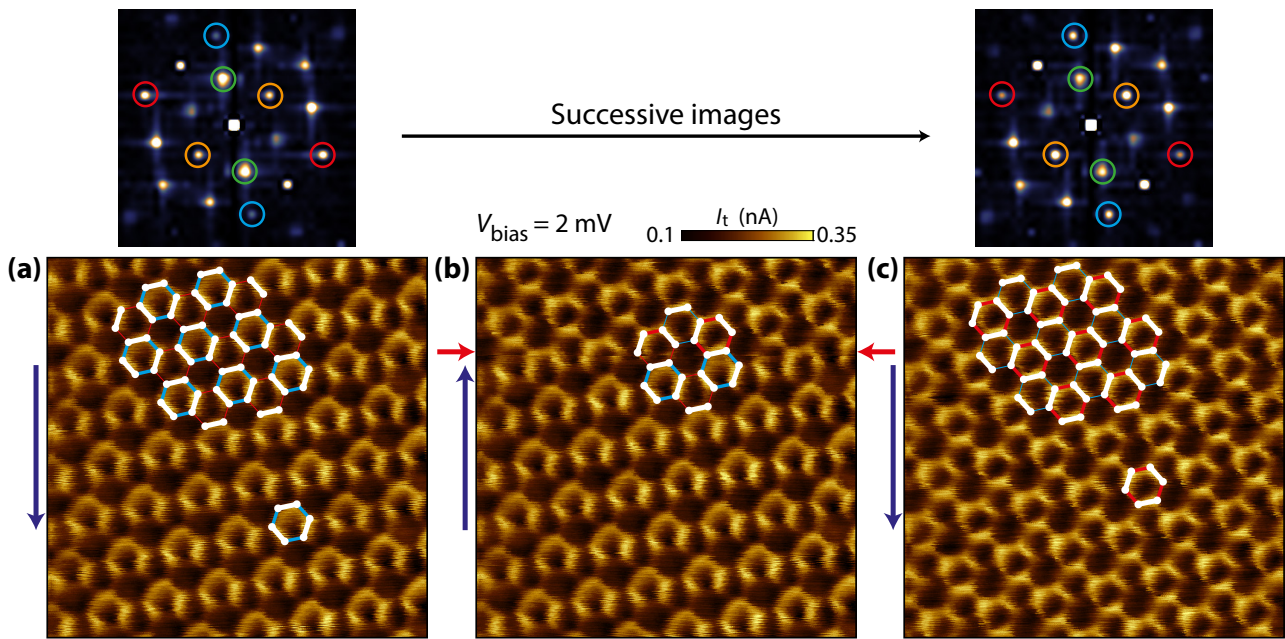 Successive images
V_bias = 2 mV
I_t (nA)
0.1 0.35
(a) (b) (c)